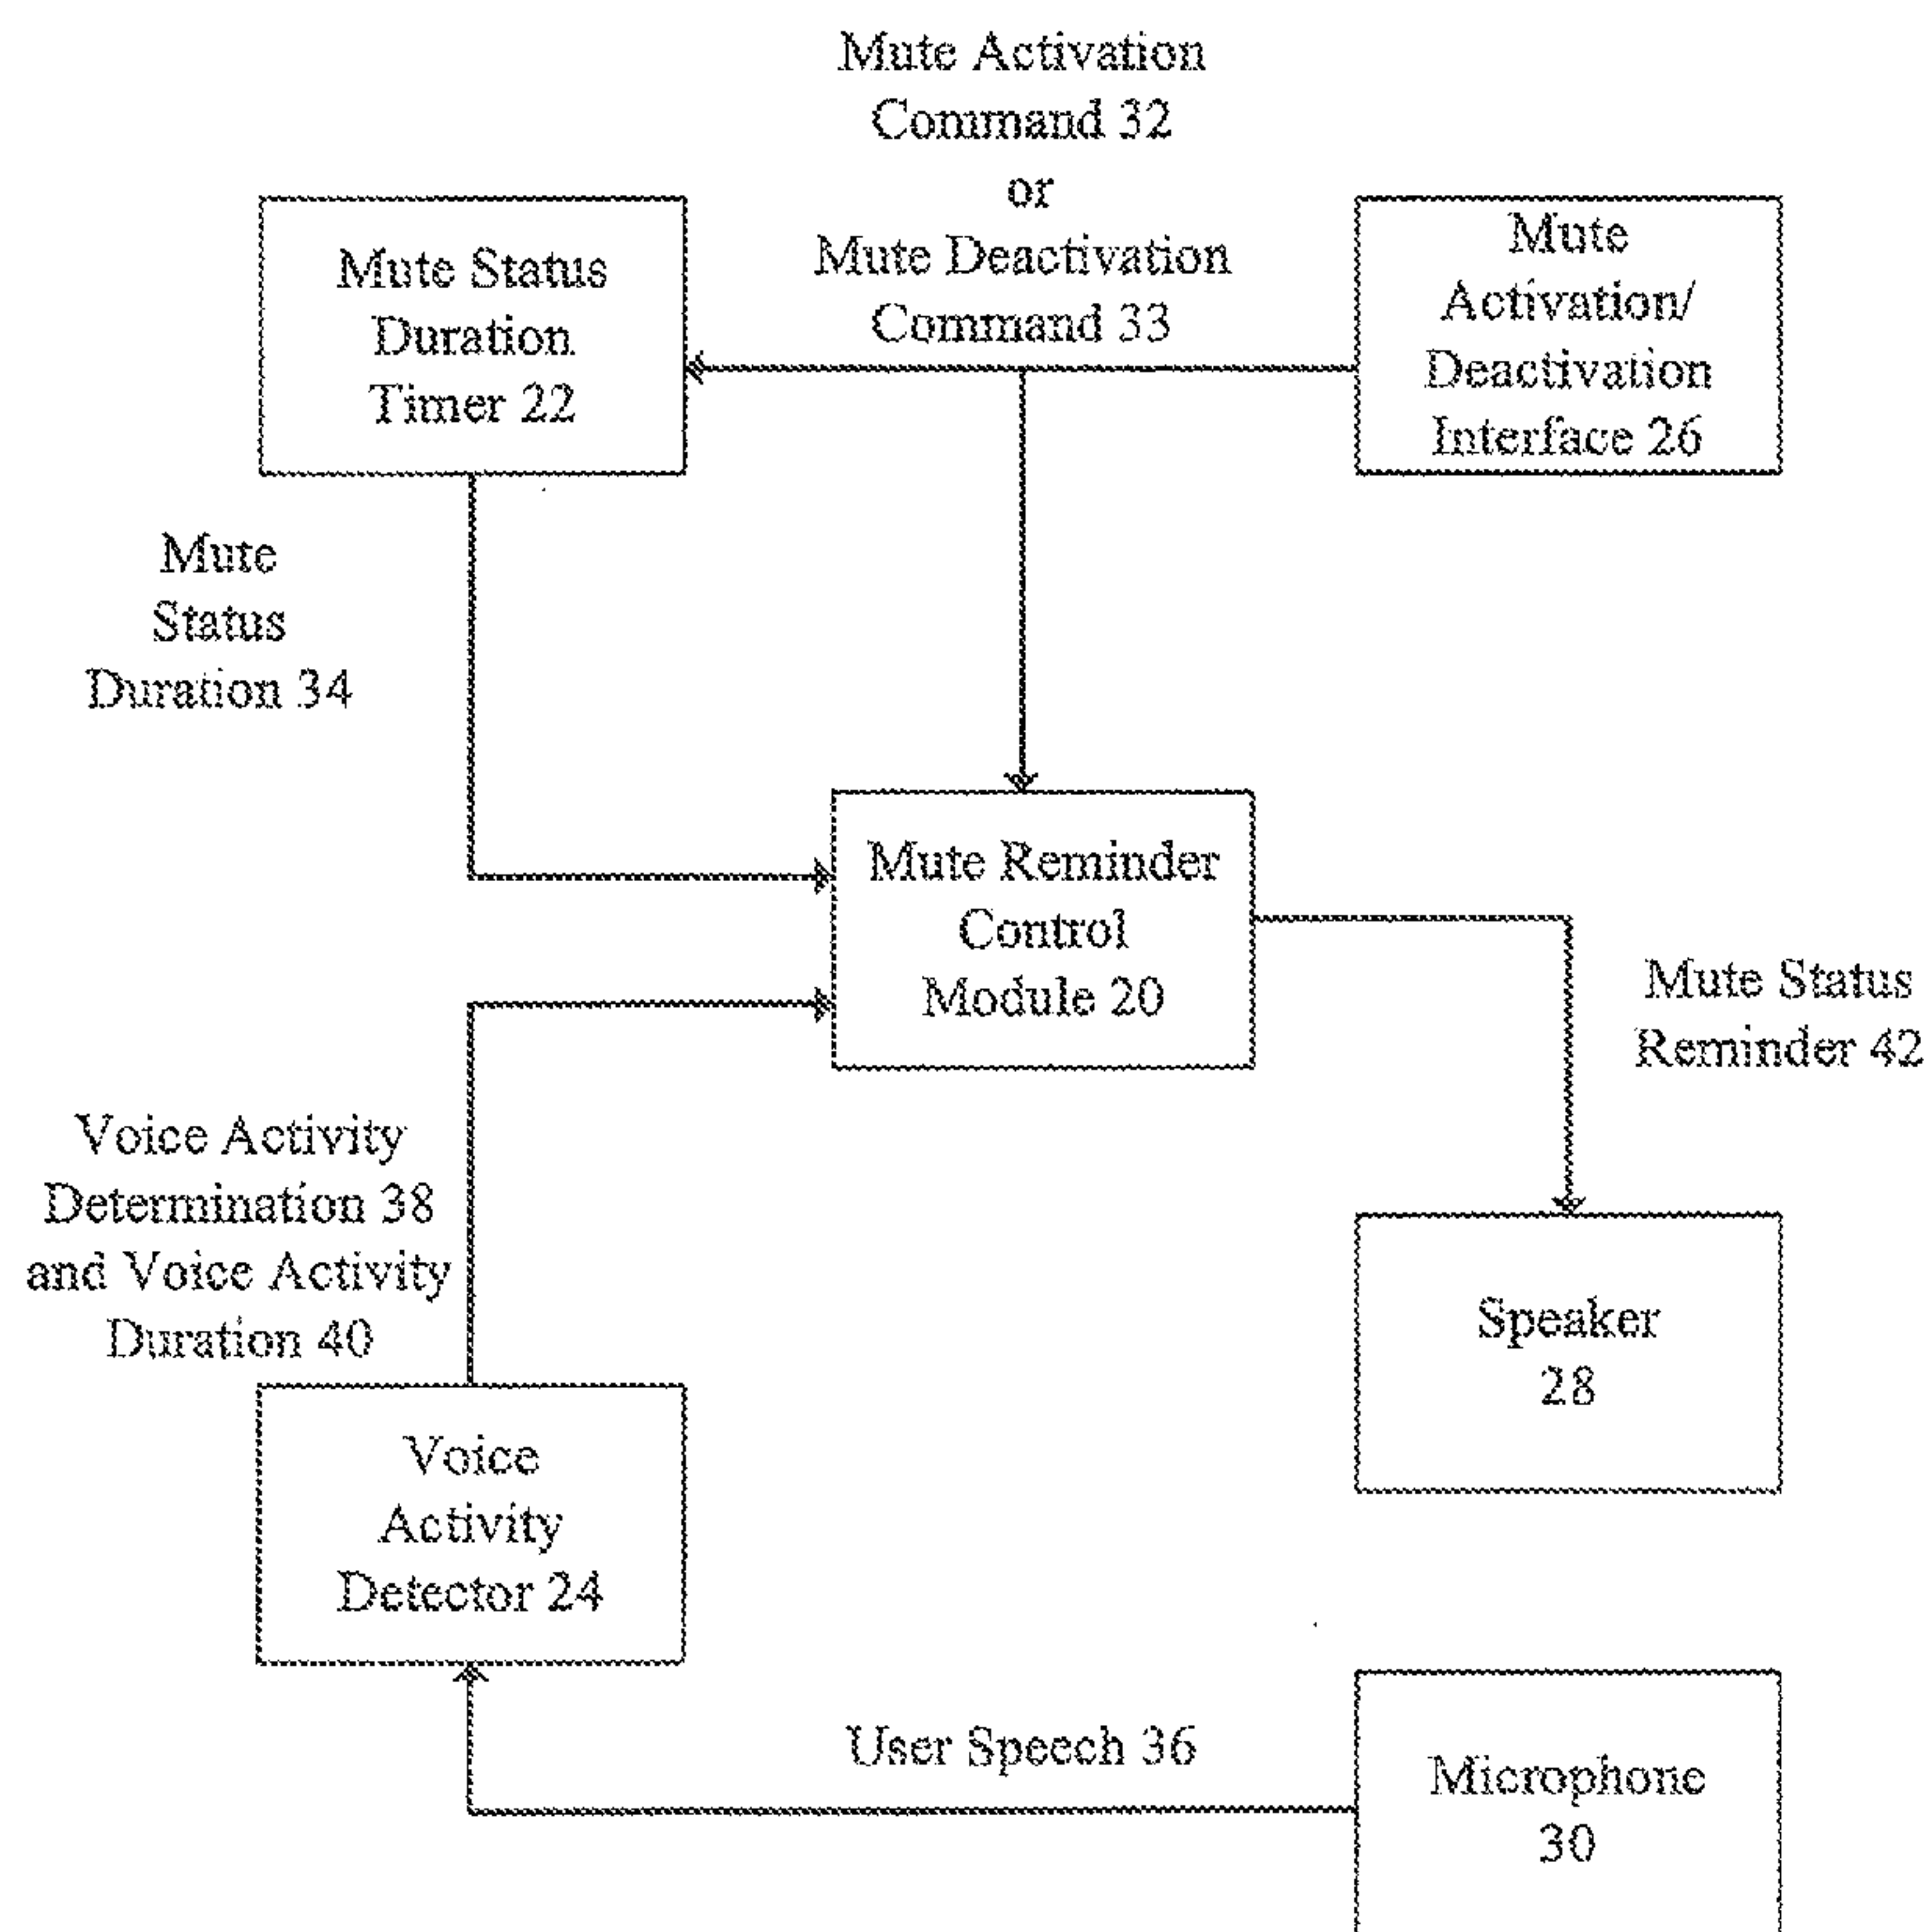 Mute Activation
Command 32
or
Mute Deactivation
Command 33
Mute Status
Duration
Timer 22
Mute
Activation/
Deactivation
Interface 26
Mute
Status
Duration 34
Mute Reminder
Control
Module 20
Mute Status
Reminder 42
Voice Activity
Determination 38
and Voice Activity
Duration 40
Speaker
28
Voice
Activity
Detector 24
User Speech 36
Microphone
30